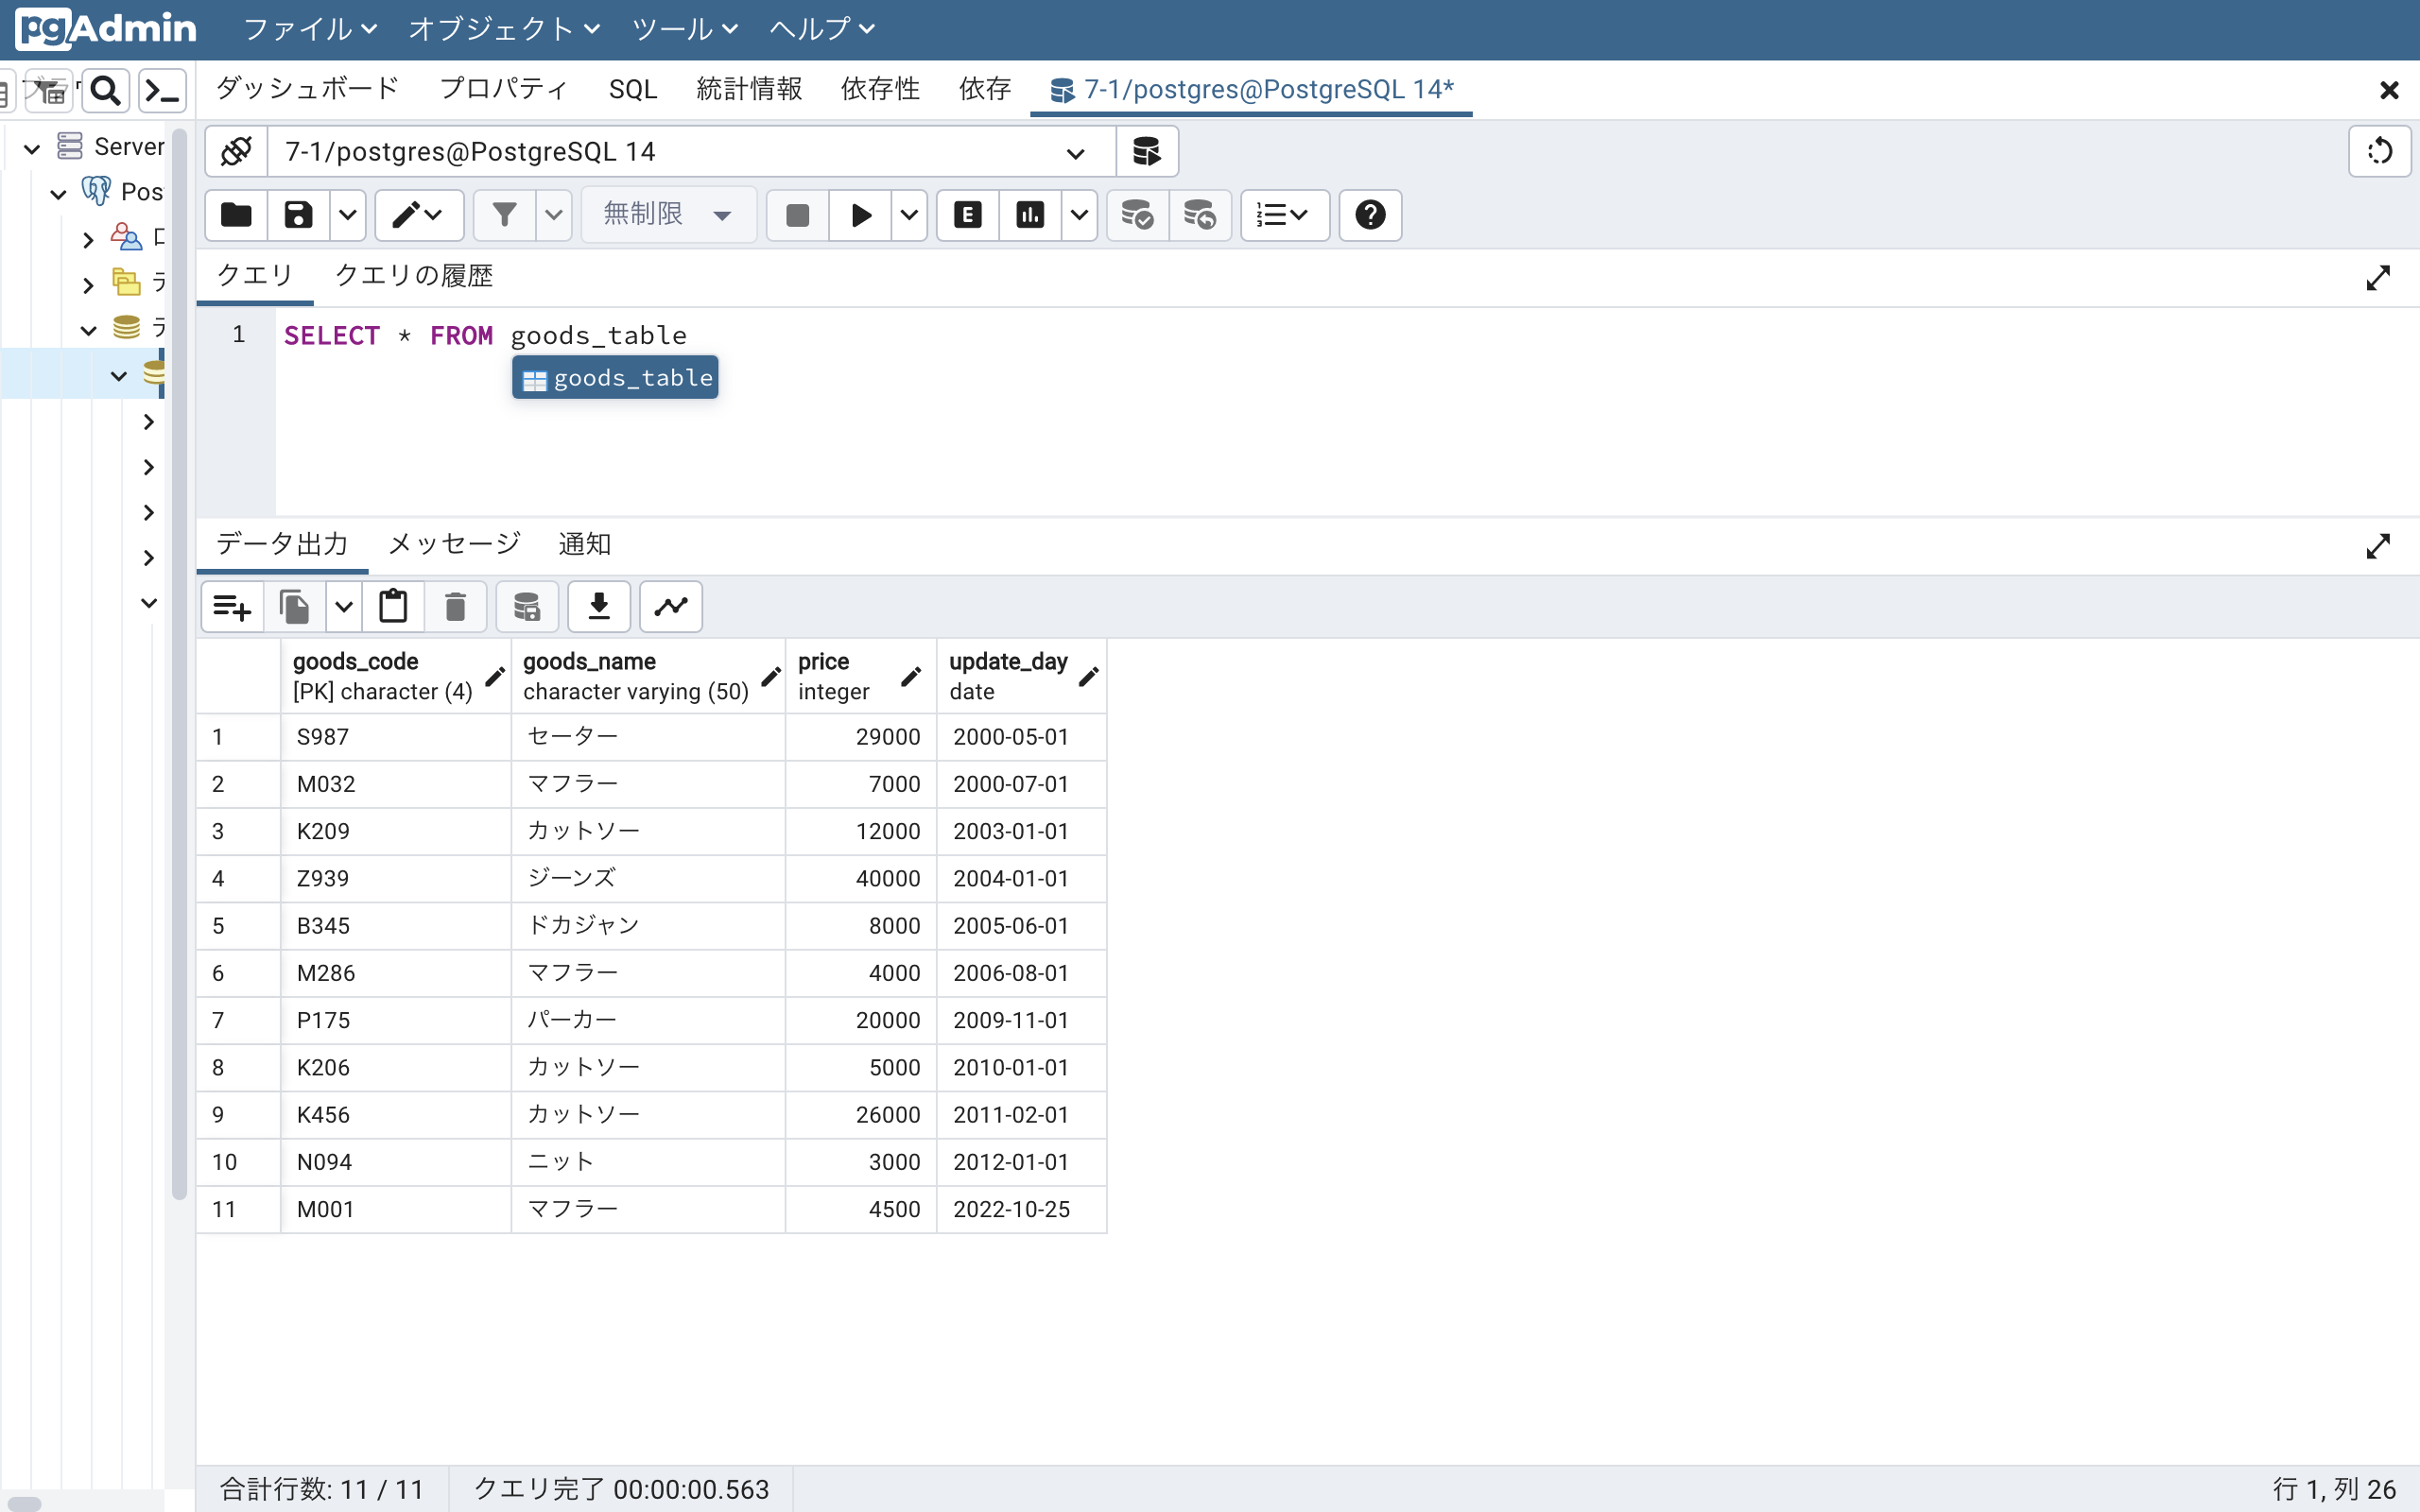 pgAdmin ファイル オブジェクト ツール ヘルプ
ダッシュボード プロパティ SQL 統計情報 依存性 依存 7-1/postgres@PostgreSQL 14*
Server
7-1/postgres@PostgreSQL 14
Pos
無制限 E
クエリ クエリの履歴
1 SELECT * FROM goods_table
goods_table
データ出力 メッセージ 通知
goods_code goods_name price update_day
[PK] character (4) character varying (50) integer date
1 S987 セーター 29000 2000-05-01
2 M032 マフラー 7000 2000-07-01
3 K209 カットソー 12000 2003-01-01
4 Z939 ジーンズ 40000 2004-01-01
5 B345 ドカジャン 8000 2005-06-01
6 M286 マフラー 4000 2006-08-01
7 P175 パーカー 20000 2009-11-01
8 K206 カットソー 5000 2010-01-01
9 K456 カットソー 26000 2011-02-01
10 N094 ニット 3000 2012-01-01
11 M001 マフラー 4500 2022-10-25
合計行数: 11 / 11 クエリ完了 00:00:00.563 行 1, 列 26